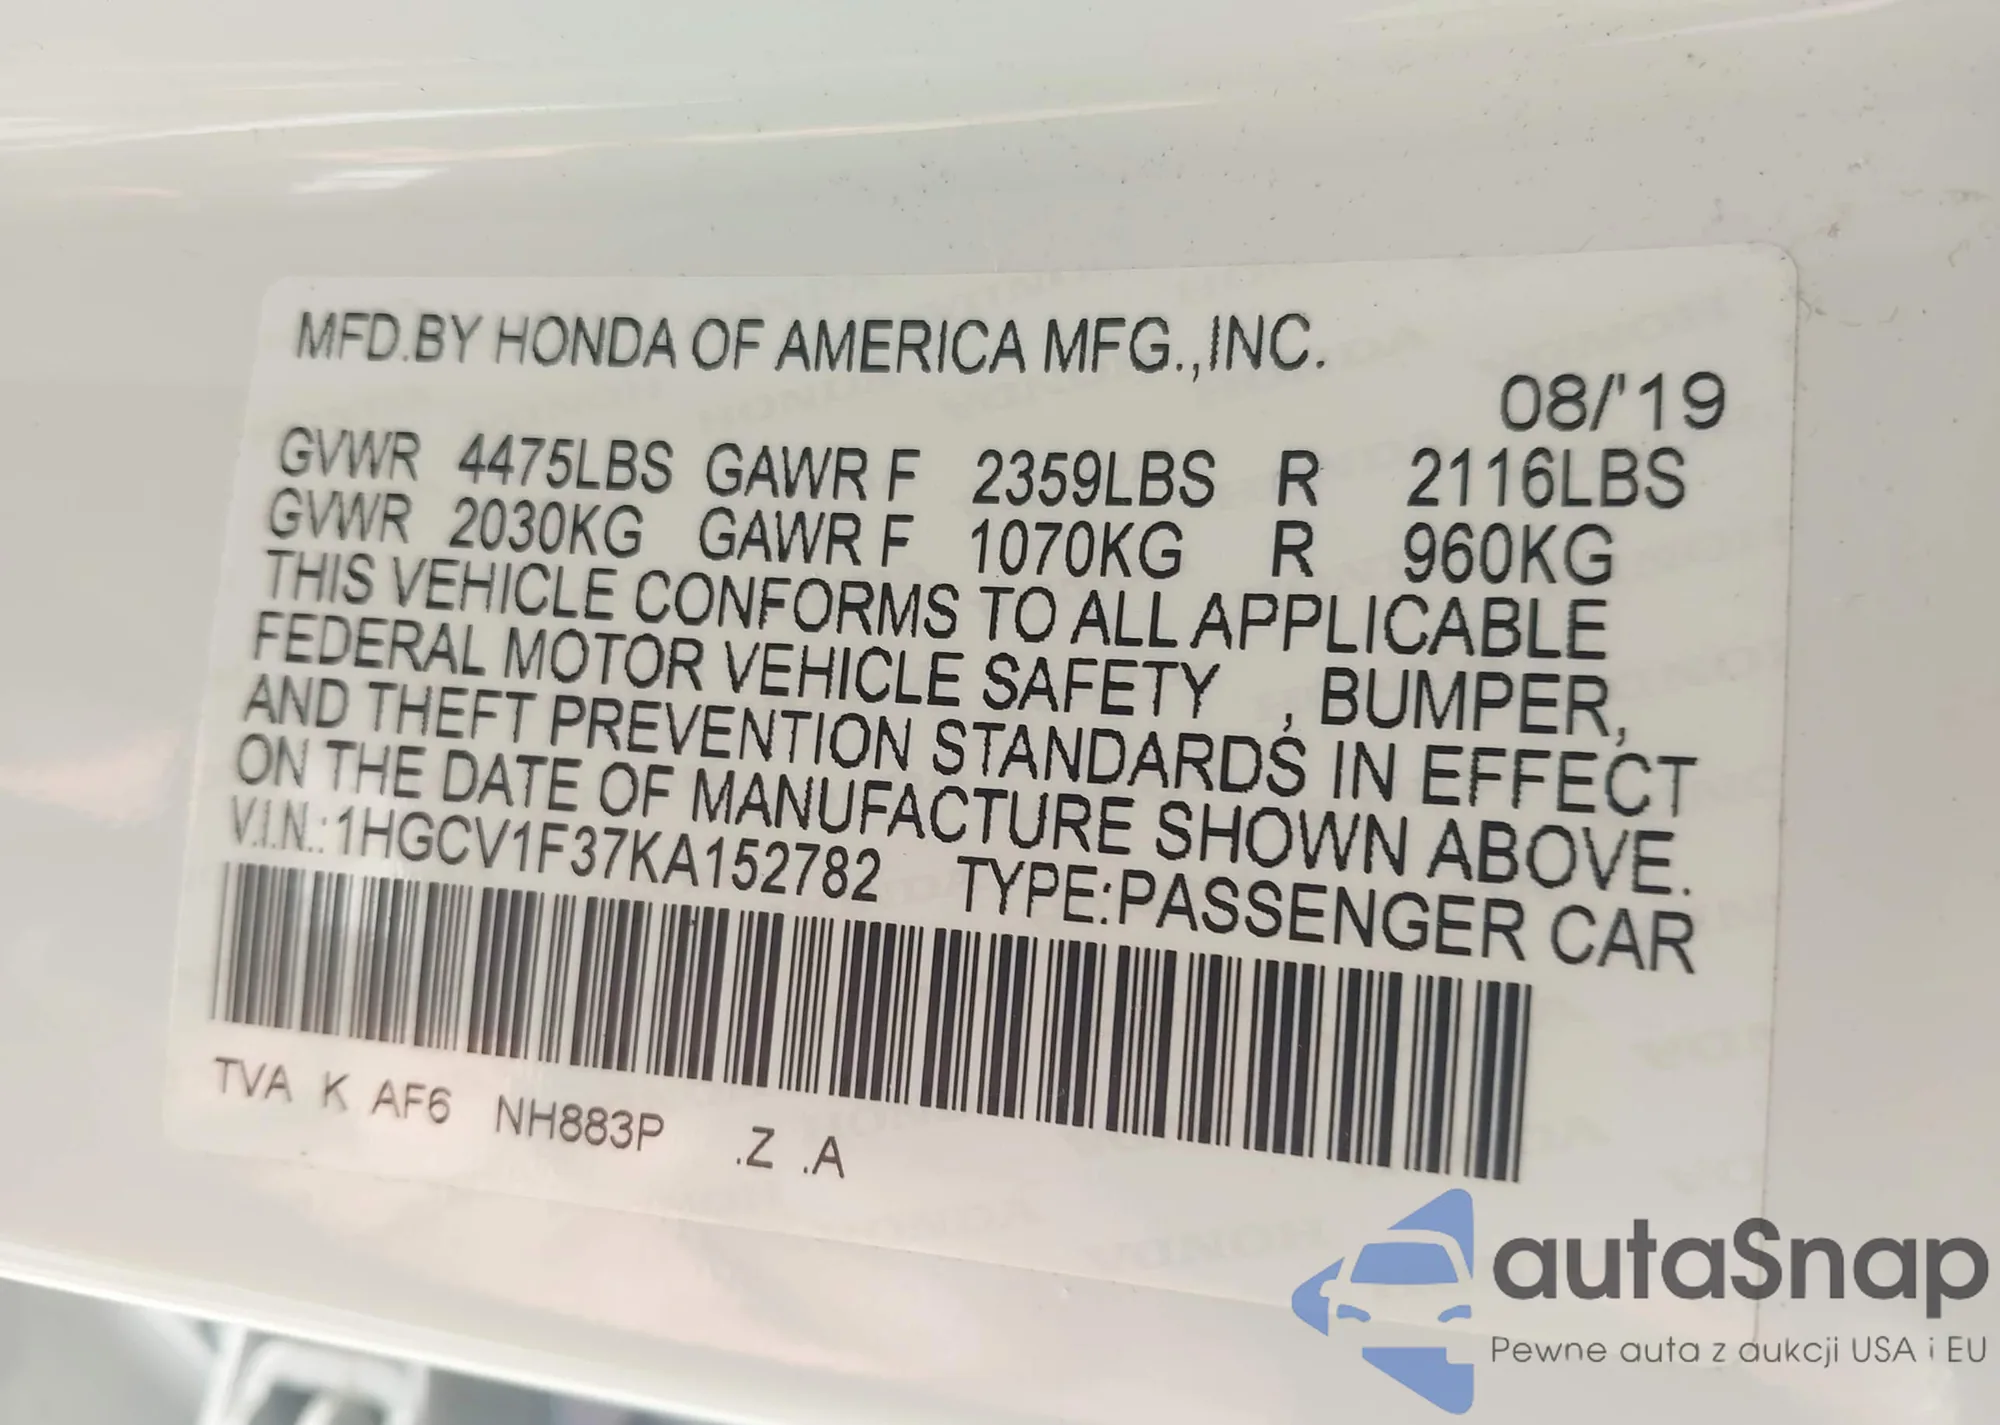 MFD.BY HONDA OF AMERICA MFG.,INC.
08/'19
GVWR 4475LBS GAWR F 2359LBS R 2116LBS
GVWR 2030KG GAWR F 1070KG R 960KG
THIS VEHICLE CONFORMS TO ALL APPLICABLE
FEDERAL MOTOR VEHICLE SAFETY , BUMPER,
AND THEFT PREVENTION STANDARDS IN EFFECT
ON THE DATE OF MANUFACTURE SHOWN ABOVE.
V.I.N.:1HGCV1F37KA152782 TYPE:PASSENGER CAR
TVA K AF6 NH883P .Z .A
autaSnap
Pewne auta z aukcji USA i EU